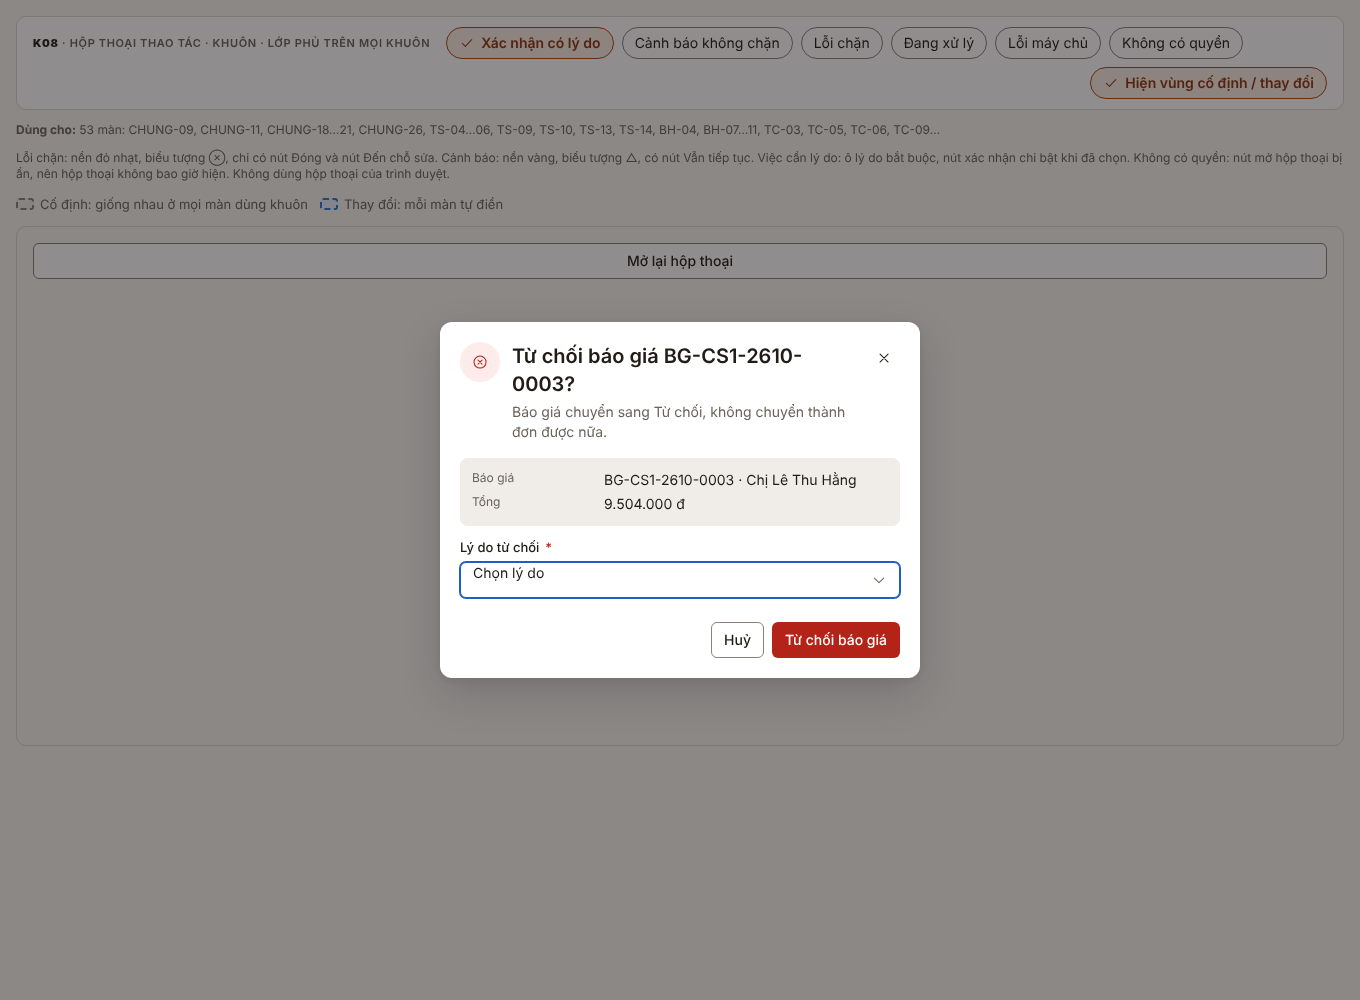 K08 · HỘP THOẠI THAO TÁC · KHUÔN · LỚP PHỦ TRÊN MỌI KHUÔN
Xác nhận có lý do
Cảnh báo không chặn
Lỗi chặn
Đang xử lý
Lỗi máy chủ
Không có quyền
Hiện vùng cố định / thay đổi
Dùng cho: 53 màn: CHUNG-09, CHUNG-11, CHUNG-18…21, CHUNG-26, TS-04…06, TS-09, TS-10, TS-13, TS-14, BH-04, BH-07…11, TC-03, TC-05, TC-06, TC-09…
Lỗi chặn: nền đỏ nhạt, biểu tượng ⊗, chỉ có nút Đóng và nút Đến chỗ sửa. Cảnh báo: nền vàng, biểu tượng △, có nút Vẫn tiếp tục. Việc cần lý do: ô lý do bắt buộc, nút xác nhận chỉ bật khi đã chọn. Không có quyền: nút mở hộp thoại bị
ẩn, nên hộp thoại không bao giờ hiện. Không dùng hộp thoại của trình duyệt.
Cố định: giống nhau ở mọi màn dùng khuôn
Thay đổi: mỗi màn tự điền
Mở lại hộp thoại
Từ chối báo giá BG-CS1-2610-
0003?
Báo giá chuyển sang Từ chối, không chuyển thành
đơn được nữa.
Báo giá
BG-CS1-2610-0003 · Chị Lê Thu Hằng
Tổng
9.504.000 đ
Lý do từ chối *
Chọn lý do
Huỷ
Từ chối báo giá